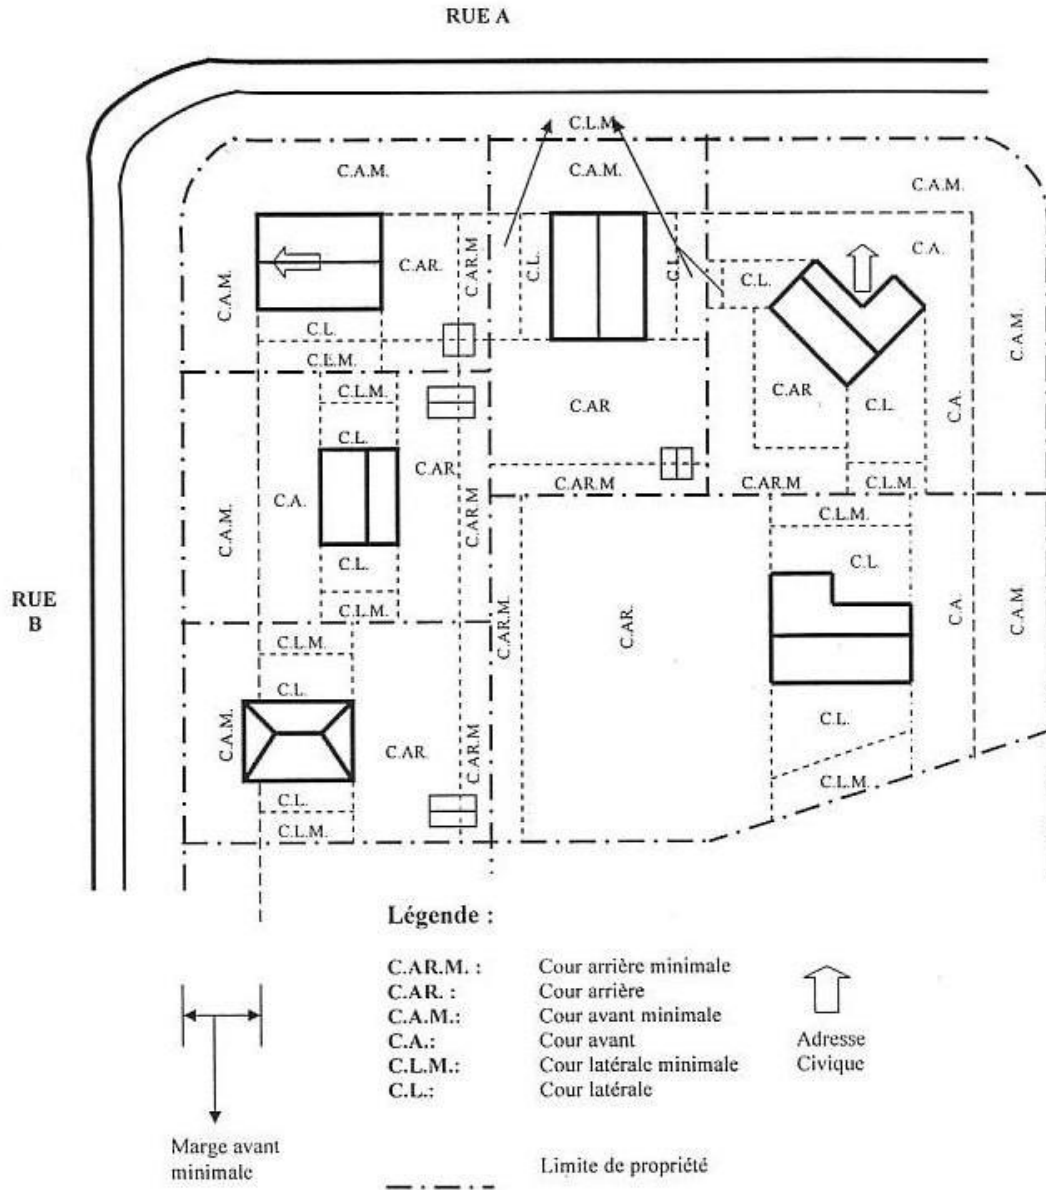 RUE A
C.L.M.
C.A.M.
C.A.M.
C.A.M.
C.A.M.
C.AR.
C.AR.M
C.L.
C.L.
C.L.
C.A.
C.A.M.
C.L.
C.L.M.
C.L.M.
C.L.
C.A.
C.AR.
C.AR.M
C.A.M.
C.AR
C.AR
C.L.
C.A.
C.AR.M
C.AR.M
C.L.M.
C.L.
C.L.M.
C.L.M.
C.L.
RUE
B
C.AR.M.
C.AR.
C.A.
C.A.M.
C.L.M.
C.L.
C.A.M.
C.AR.
C.AR.M
C.L.
C.L.
C.L.M.
C.L.M.
Légende :
C.AR.M. : Cour arrière minimale
C.AR. : Cour arrière
C.A.M.: Cour avant minimale
C.A.: Cour avant
C.L.M.: Cour latérale minimale
C.L.: Cour latérale
Adresse
Civique
Marge avant
minimale
Limite de propriété